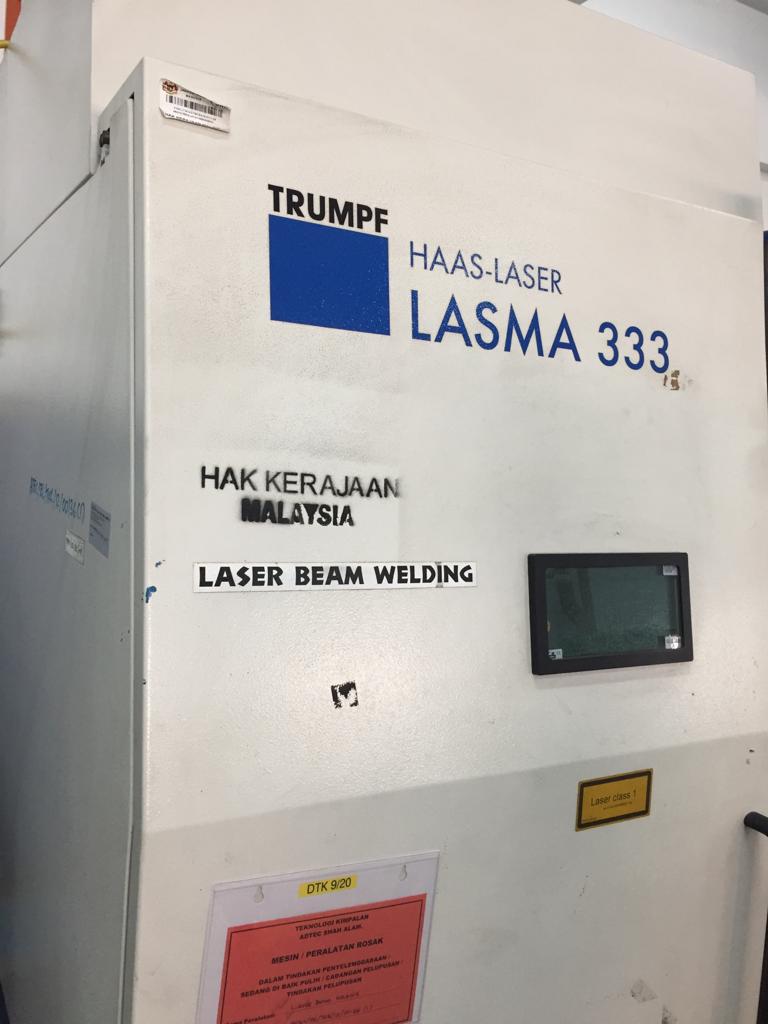 TRUMPF
HAAS-LASER
LASMA 333
HAK KERAJAAN
MALAYSIA
LASER BEAM WELDING
Laser class 1
DTK 9/20
TEKNOLOGI KIMPALAN
ADTEC SHAH ALAM.
MESIN / PERALATAN ROSAK
DALAM TINDAKAN PENYELENGGARAAN /
SEDANG DI BAIK PULIH / CADANGAN PELUPUSAN /
TINDAKAN PELUPUSAN